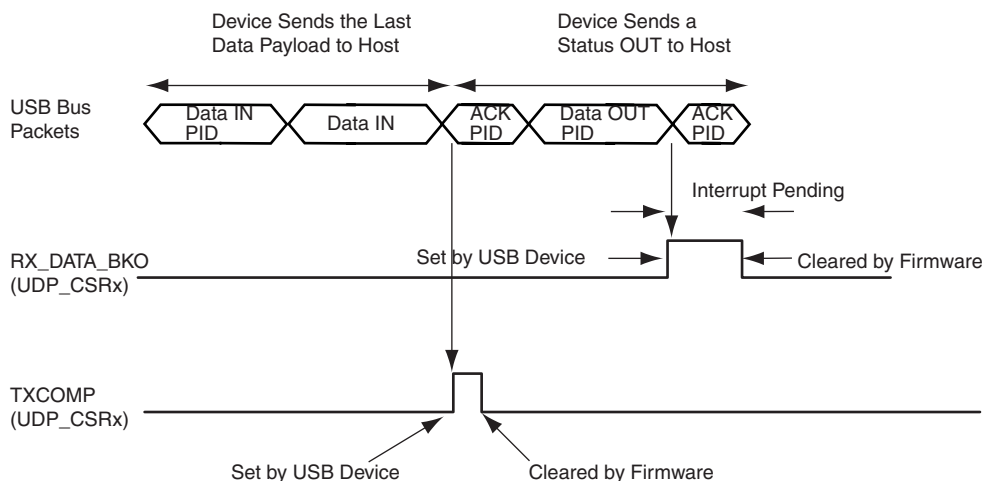 Device Sends the Last
Data Payload to Host
Device Sends a
Status OUT to Host
USB Bus
Packets
Data IN
PID
Data IN
ACK
PID
Data OUT
PID
ACK
PID
Interrupt Pending
RX_DATA_BKO
(UDP_CSRx)
Set by USB Device
Cleared by Firmware
TXCOMP
(UDP_CSRx)
Set by USB Device
Cleared by Firmware